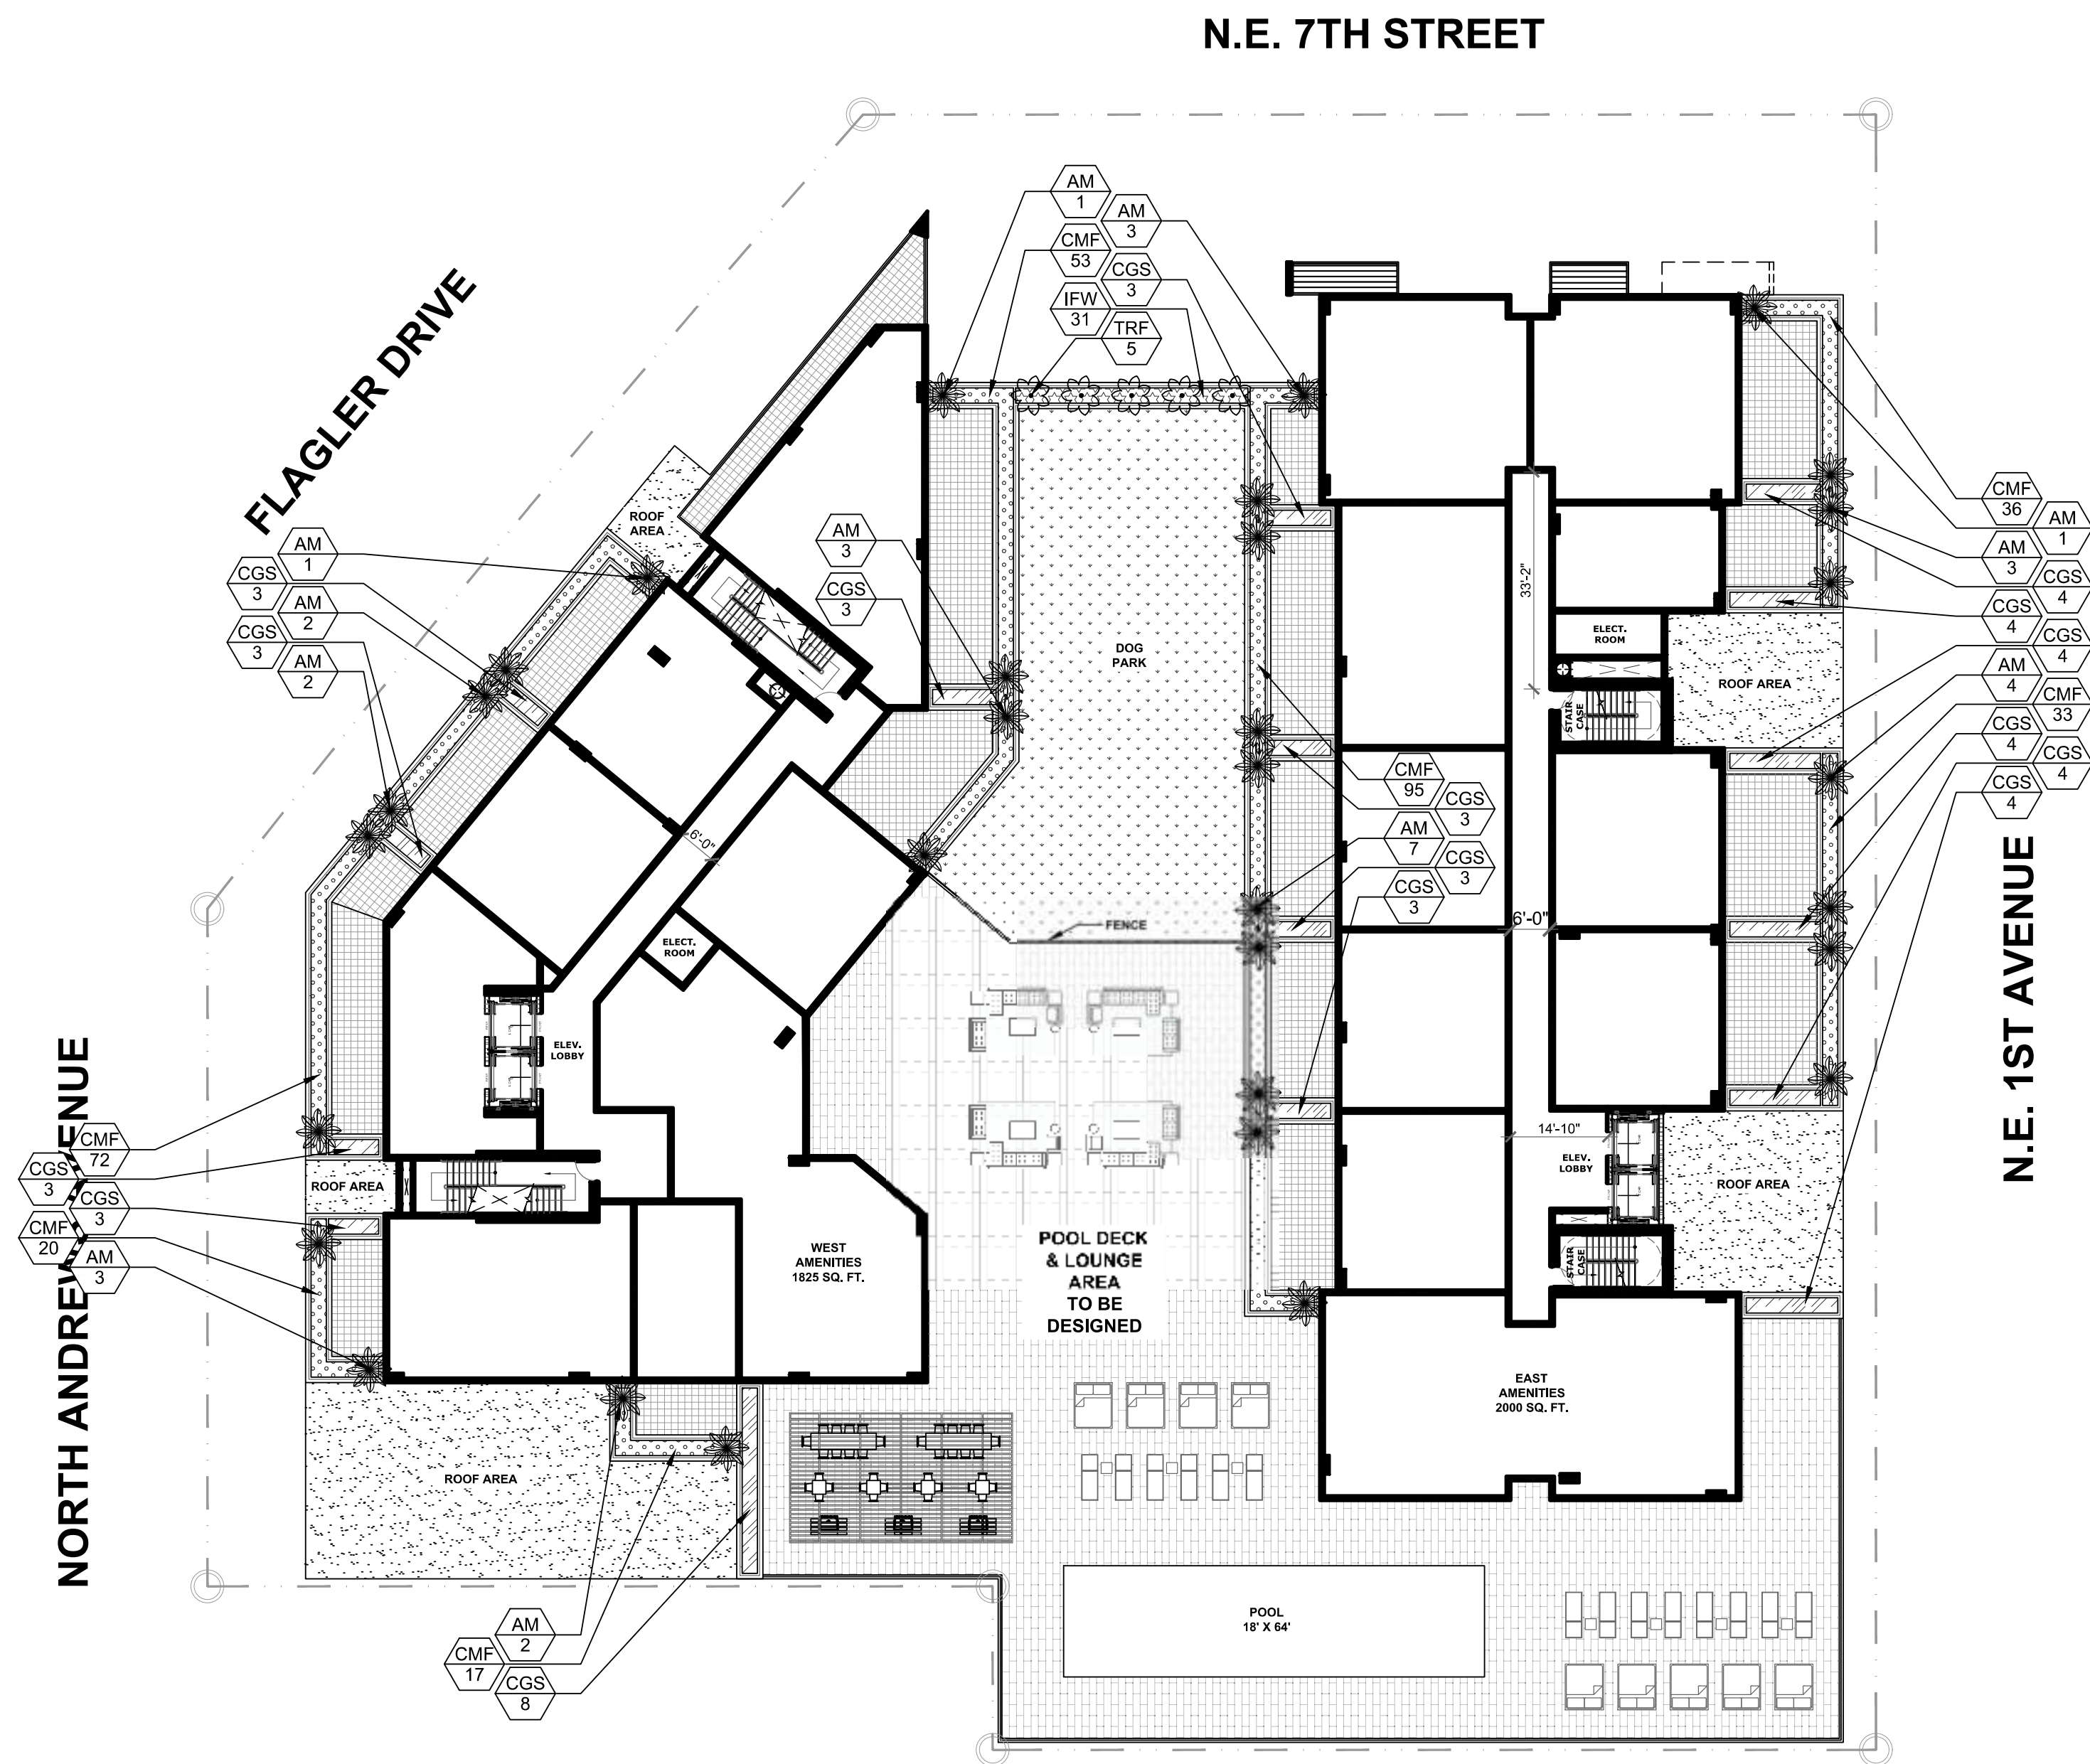 N.E. 7TH STREET
FLAGLER DRIVE
NORTH ANDREWS AVENUE
N.E. 1ST AVENUE
AM
1
AM
3
CMF
53
CGS
3
IFW
31
TRF
5
AM
1
CGS
3
AM
2
CGS
3
AM
2
AM
3
CGS
3
ROOF
AREA
DOG
PARK
33'-2"
ELECT.
ROOM
STAIR
CASE
ROOF AREA
CMF
36
AM
1
AM
3
CGS
4
CGS
4
CGS
4
AM
4
CMF
33
CGS
4
CGS
4
CGS
4
CMF
95
CGS
3
AM
7
CGS
3
CGS
3
6'-0"
6'-0"
FENCE
ELECT.
ROOM
ELEV.
LOBBY
14'-10"
ELEV.
LOBBY
ROOF AREA
STAIR
CASE
CMF
72
CGS
3
CGS
3
CMF
20
AM
3
ROOF AREA
WEST
AMENITIES
1825 SQ. FT.
POOL DECK
& LOUNGE
AREA
TO BE
DESIGNED
EAST
AMENITIES
2000 SQ. FT.
ROOF AREA
AM
2
CMF
17
CGS
8
POOL
18' X 64'